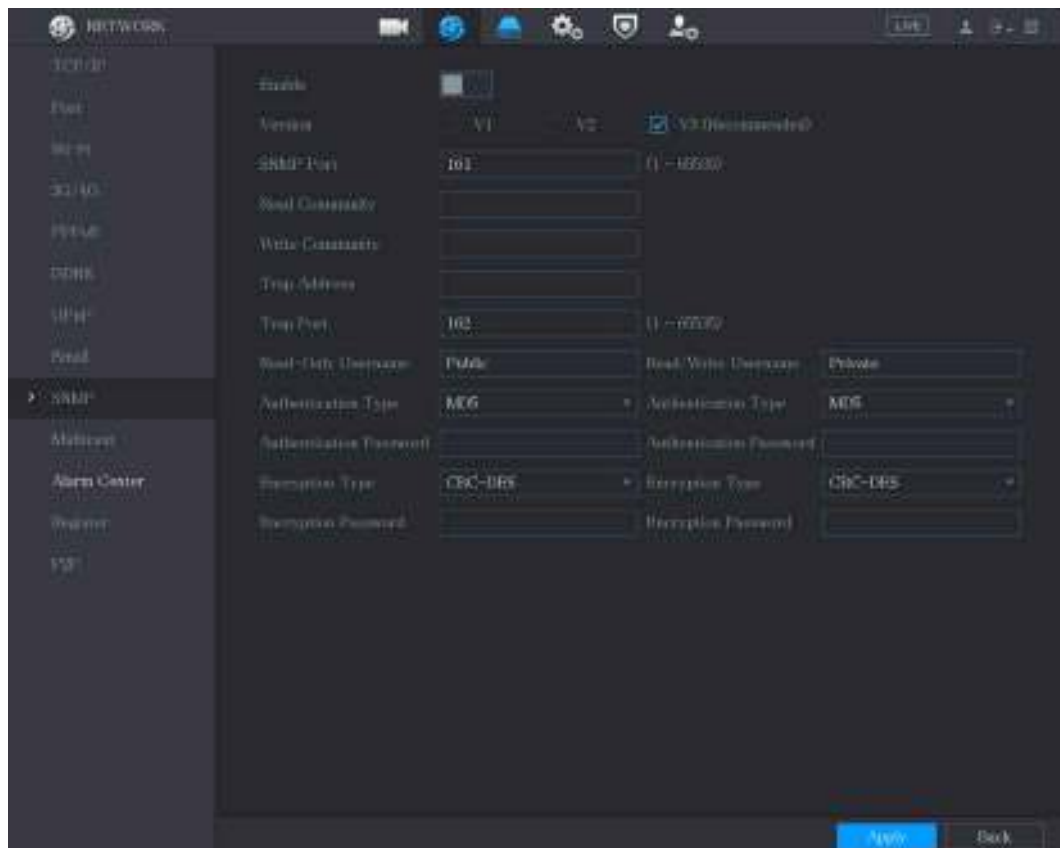 NETWORK LIVE
TCP/IP
Port
Wi-Fi
3G/4G
PPPoE
DDNS
UPnP
Email
SNMP
Multicast
Alarm Center
Register
P2P
Enable
Version V1 V2 V3 (Recommended)
SNMP Port 161 (1 ~ 65535)
Read Community
Write Community
Trap Address
Trap Port 162 (1 ~ 65535)
Read-Only Username Public Read/Write Username Private
Authentication Type MD5 Authentication Type MD5
Authentication Password Authentication Password
Encryption Type CBC-DES Encryption Type CBC-DES
Encryption Password Encryption Password
Apply Back